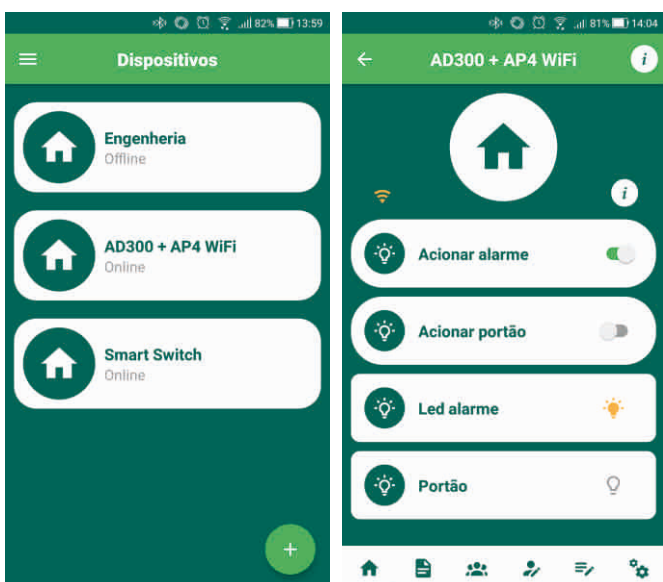 82% 13:59
Dispositivos
Engenheria
Offline
AD300 + AP4 WiFi
Online
Smart Switch
Online
81% 14:04
AD300 + AP4 WiFi
Acionar alarme
Acionar portão
Led alarme
Portão